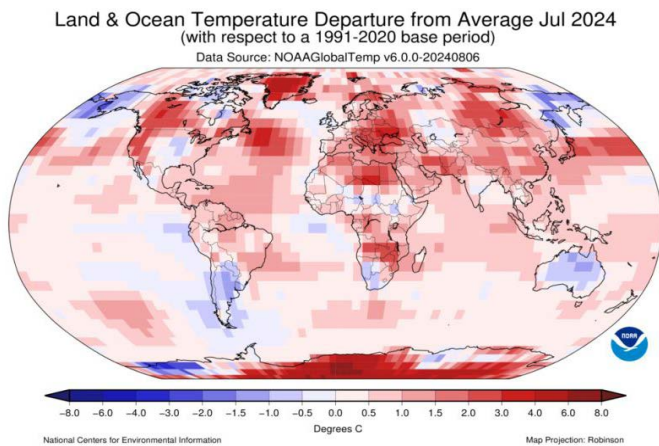 Land & Ocean Temperature Departure from Average Jul 2024
(with respect to a 1991-2020 base period)
Data Source: NOAAGlobalTemp v6.0.0-20240806
NOAA
-8.0 -6.0 -4.0 -3.0 -2.0 -1.5 -1.0 -0.5 0.0 0.5 1.0 1.5 2.0 3.0 4.0 6.0 8.0
Degrees C
National Centers for Environmental Information
Map Projection: Robinson